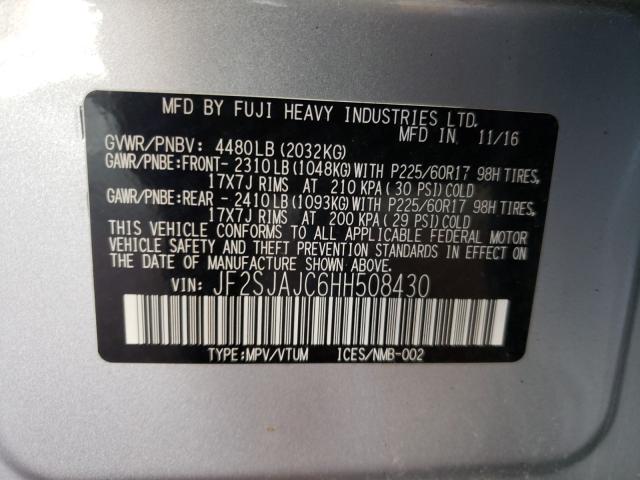 MFD BY FUJI HEAVY INDUSTRIES LTD.
MFD IN 11/16
GVWR/PNBV: 4480LB(2032KG)
GAWR/PNBE:FRONT- 2310LB(1048KG)WITH P225/60R17 98H TIRES,
17X7J RIMS AT 210 KPA(30 PSI)COLD
GAWR/PNBE:REAR - 2410LB(1093KG)WITH P225/60R17 98H TIRES,
17X7J RIMS AT 200 KPA(29 PSI)COLD
THIS VEHICLE CONFORMS TO ALL APPLICABLE FEDERAL MOTOR
VEHICLE SAFETY AND THEFT PREVENTION STANDARDS IN EFFECT ON
THE DATE OF MANUFACTURE SHOWN ABOVE.
VIN: JF2SJAJC6HH508430
TYPE:MPV/VTUM ICES/NMB-002